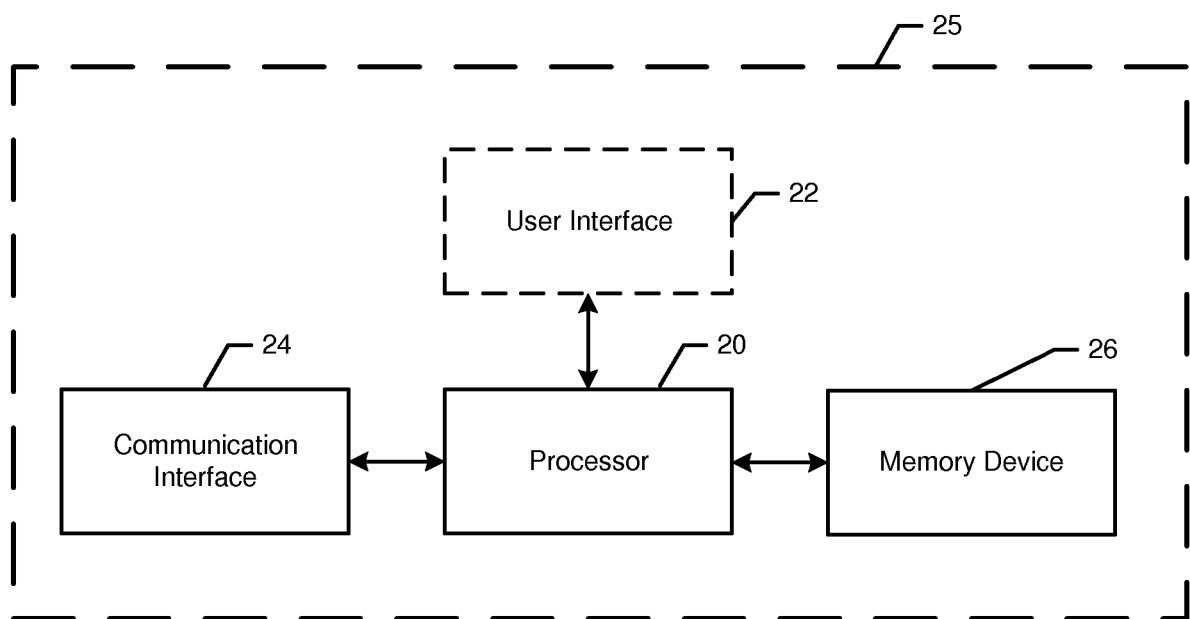 25
22
User Interface
24
20
26
Communication
Interface
Processor
Memory Device